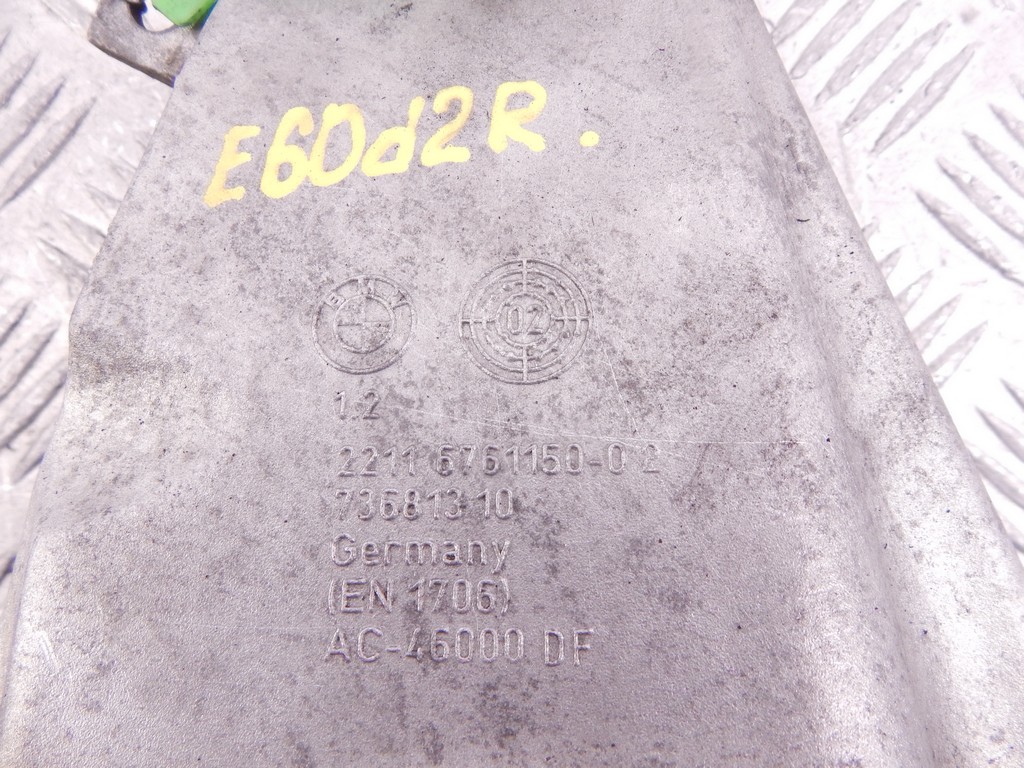 E60d2R.
BMW
02
1.2
2211 6761150-02
73681310
Germany
(EN 1706)
AC-46000 DF